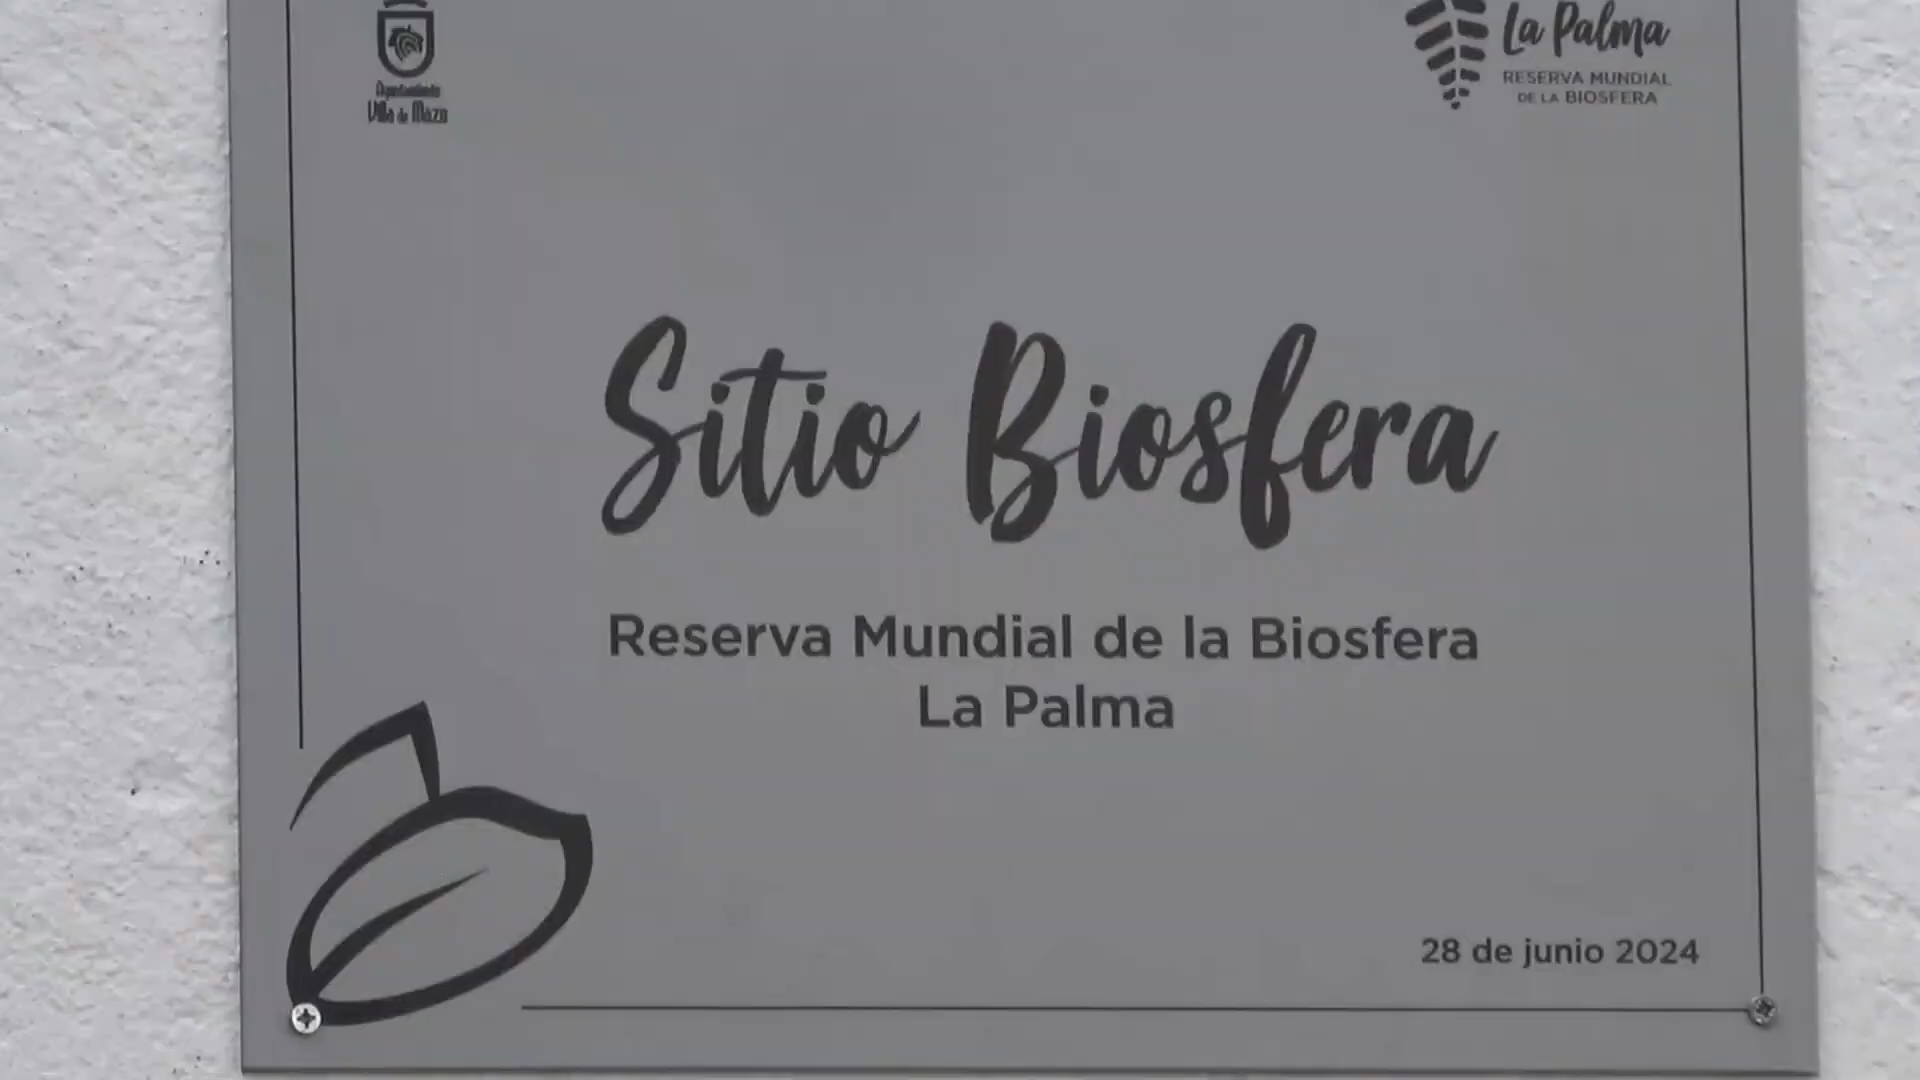 Ayuntamiento
Villa de Mazo
La Palma
RESERVA MUNDIAL
DE LA BIOSFERA
Sitio Biosfera
Reserva Mundial de la Biosfera
La Palma
28 de junio 2024